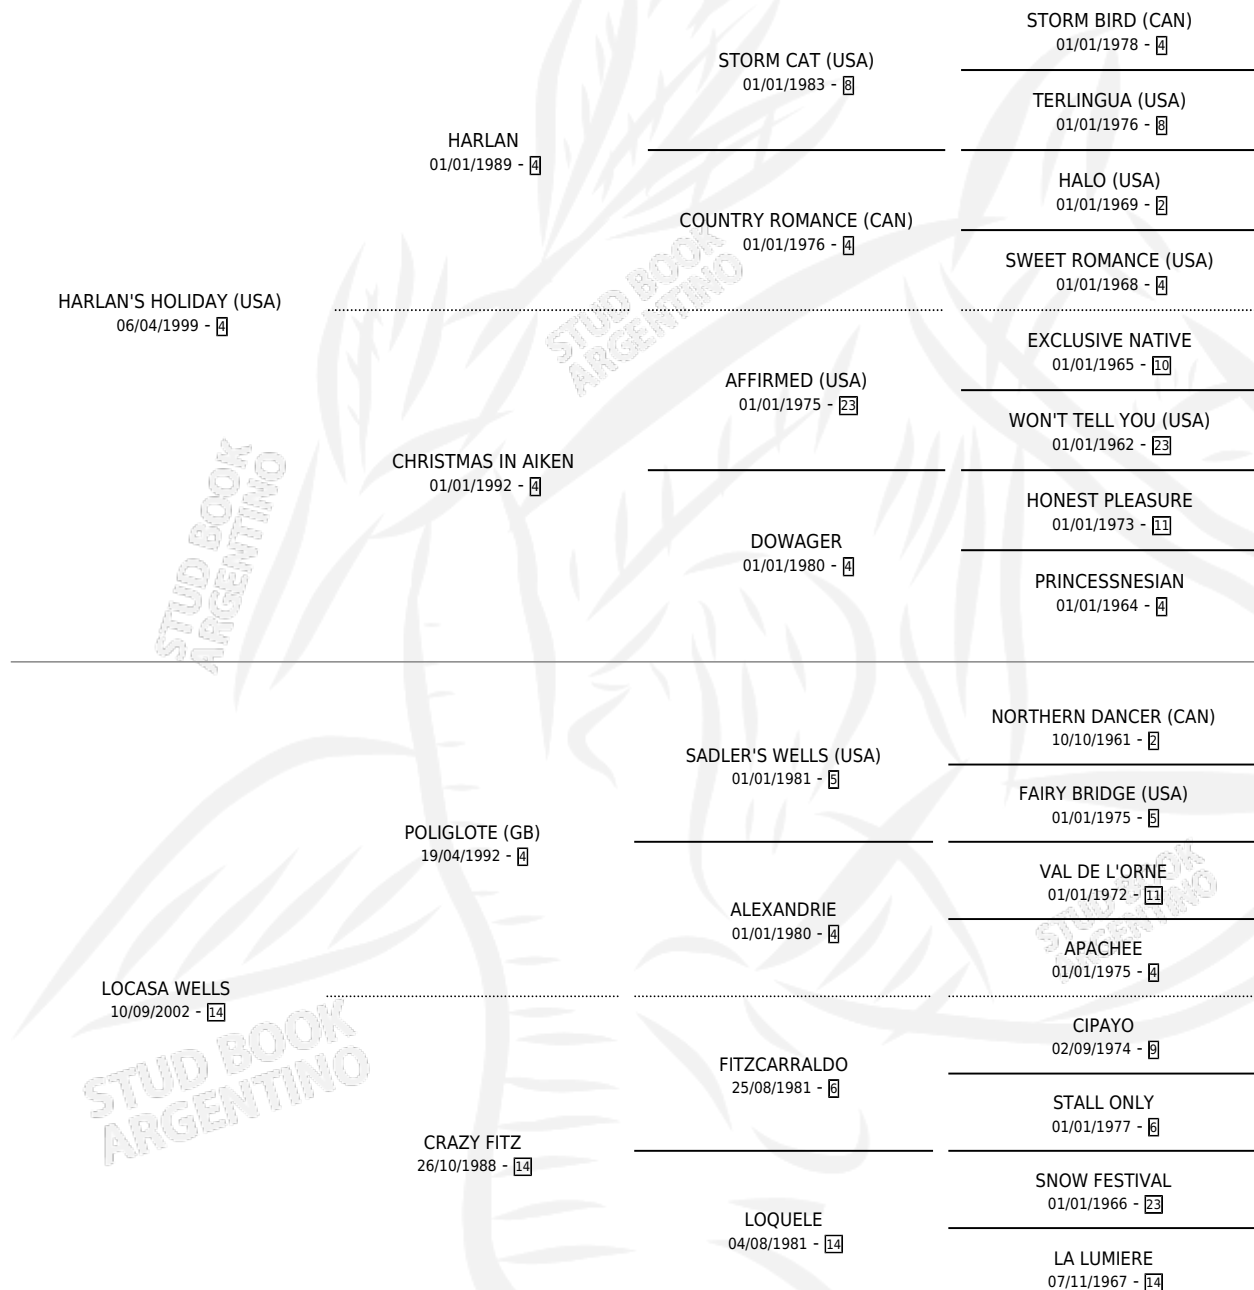 STORM BIRD (CAN)
01/01/1978 - 4
STORM CAT (USA)
01/01/1983 - 8
TERLINGUA (USA)
01/01/1976 - 8
HARLAN
01/01/1989 - 4
HALO (USA)
01/01/1969 - 2
COUNTRY ROMANCE (CAN)
01/01/1976 - 4
SWEET ROMANCE (USA)
01/01/1968 - 4
HARLAN'S HOLIDAY (USA)
06/04/1999 - 4
STUD BOOK
ARGENTINO
EXCLUSIVE NATIVE
01/01/1965 - 10
AFFIRMED (USA)
01/01/1975 - 23
WON'T TELL YOU (USA)
01/01/1962 - 23
CHRISTMAS IN AIKEN
01/01/1992 - 4
HONEST PLEASURE
01/01/1973 - 11
DOWAGER
01/01/1980 - 4
PRINCESSNESIAN
01/01/1964 - 4
STUD BOOK
ARGENTINO
NORTHERN DANCER (CAN)
10/10/1961 - 2
SADLER'S WELLS (USA)
01/01/1981 - 5
FAIRY BRIDGE (USA)
01/01/1975 - 5
POLIGLOTE (GB)
19/04/1992 - 4
VAL DE L'ORNE
01/01/1972 - 11
ALEXANDRIE
01/01/1980 - 4
APACHEE
01/01/1975 - 4
STUD BOOK
ARGENTINO
LOCASA WELLS
10/09/2002 - 14
CIPAYO
02/09/1974 - 9
FITZCARRALDO
25/08/1981 - 6
STALL ONLY
01/01/1977 - 6
STUD BOOK
ARGENTINO
CRAZY FITZ
26/10/1988 - 14
SNOW FESTIVAL
01/01/1966 - 23
LOQUELE
04/08/1981 - 14
LA LUMIERE
07/11/1967 - 14